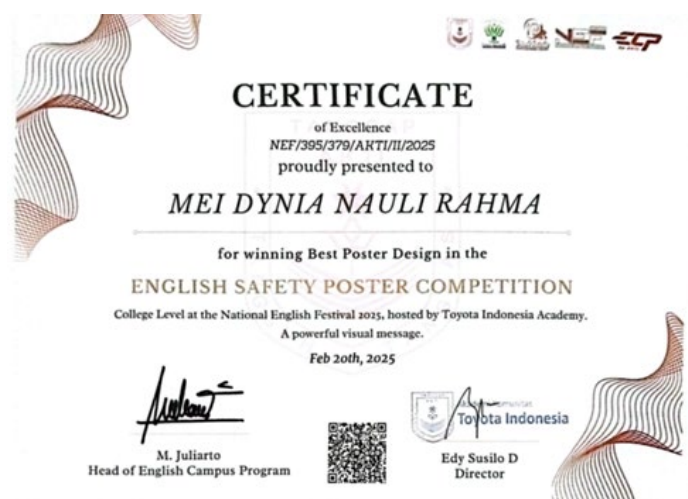 ECP
CERTIFICATE
of Excellence
NEF/395/379/AKTI/II/2025
proudly presented to
MEI DYNIA NAULI RAHMA
for winning Best Poster Design in the
ENGLISH SAFETY POSTER COMPETITION
College Level at the National English Festival 2025, hosted by Toyota Indonesia Academy.
A powerful visual message.
Feb 20th, 2025
Toyota Indonesia
M. Juliarto
Head of English Campus Program
Edy Susilo D
Director